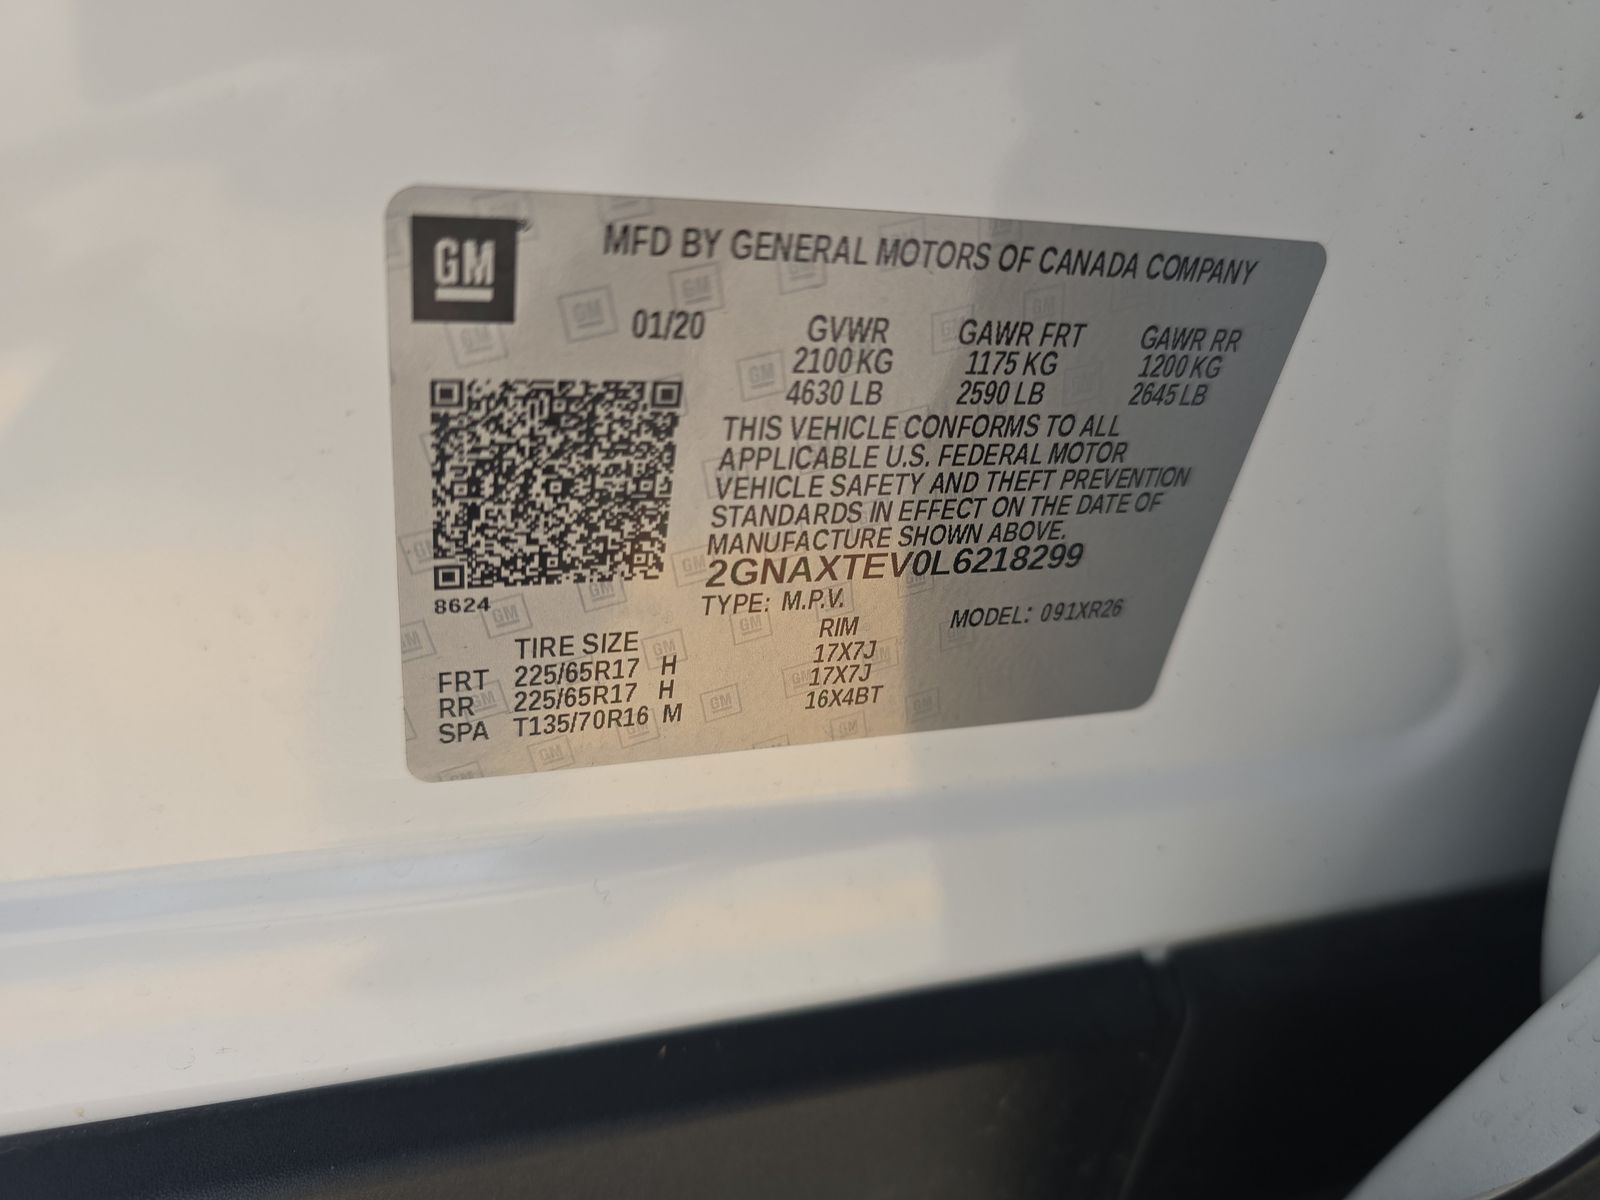 GM
MFD BY GENERAL MOTORS OF CANADA COMPANY
01/20 GVWR GAWR FRT GAWR RR
2100 KG 1175 KG 1200 KG
4630 LB 2590 LB 2645 LB
THIS VEHICLE CONFORMS TO ALL
APPLICABLE U.S. FEDERAL MOTOR
VEHICLE SAFETY AND THEFT PREVENTION
STANDARDS IN EFFECT ON THE DATE OF
MANUFACTURE SHOWN ABOVE.
2GNAXTEV0L6218299
8624
TYPE: M.P.V. MODEL: 091XR26
TIRE SIZE RIM
FRT 225/65R17 H 17X7J
RR 225/65R17 H 17X7J
SPA T135/70R16 M 16X4BT